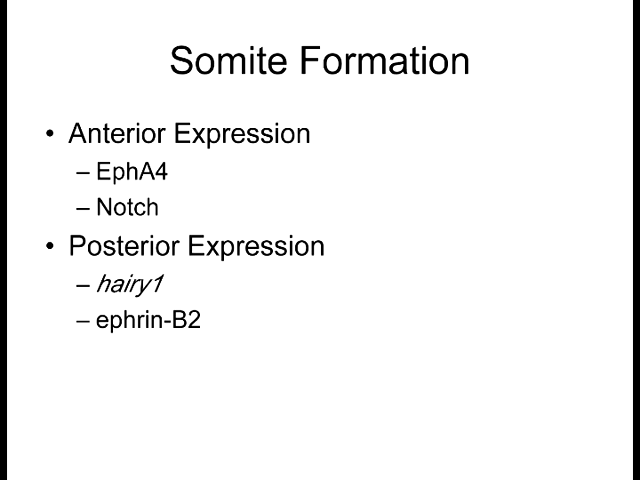 Somite Formation
• Anterior Expression
– EphA4
– Notch
• Posterior Expression
– hairy1
– ephrin-B2